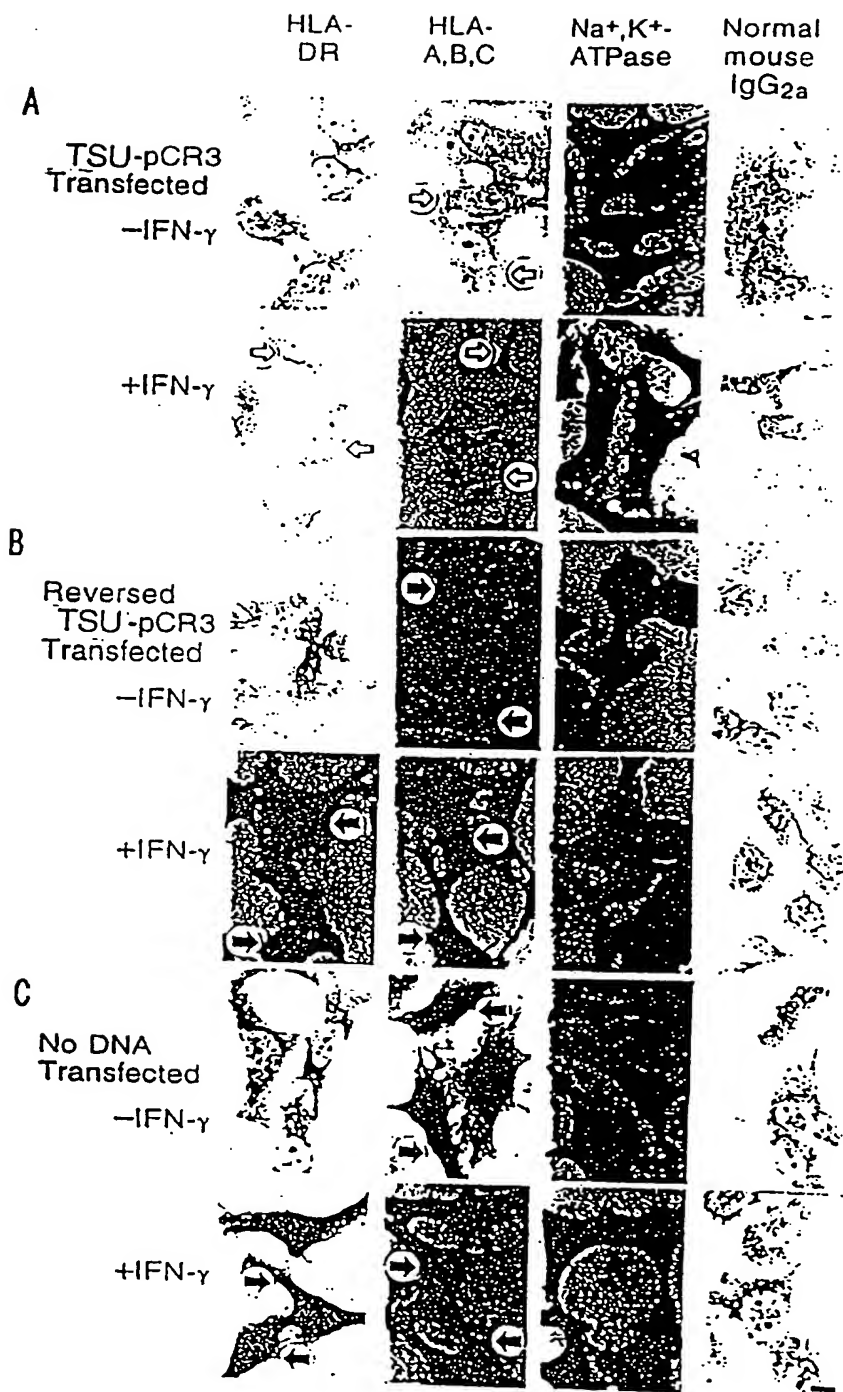 HLA-
DR
HLA-
A,B,C
Na+,K+-
ATPase
Normal
mouse
IgG2a
A
TSU-pCR3
Transfected
−IFN-γ
+IFN-γ
B
Reversed
TSU-pCR3
Transfected
−IFN-γ
+IFN-γ
C
No DNA
Transfected
−IFN-γ
+IFN-γ